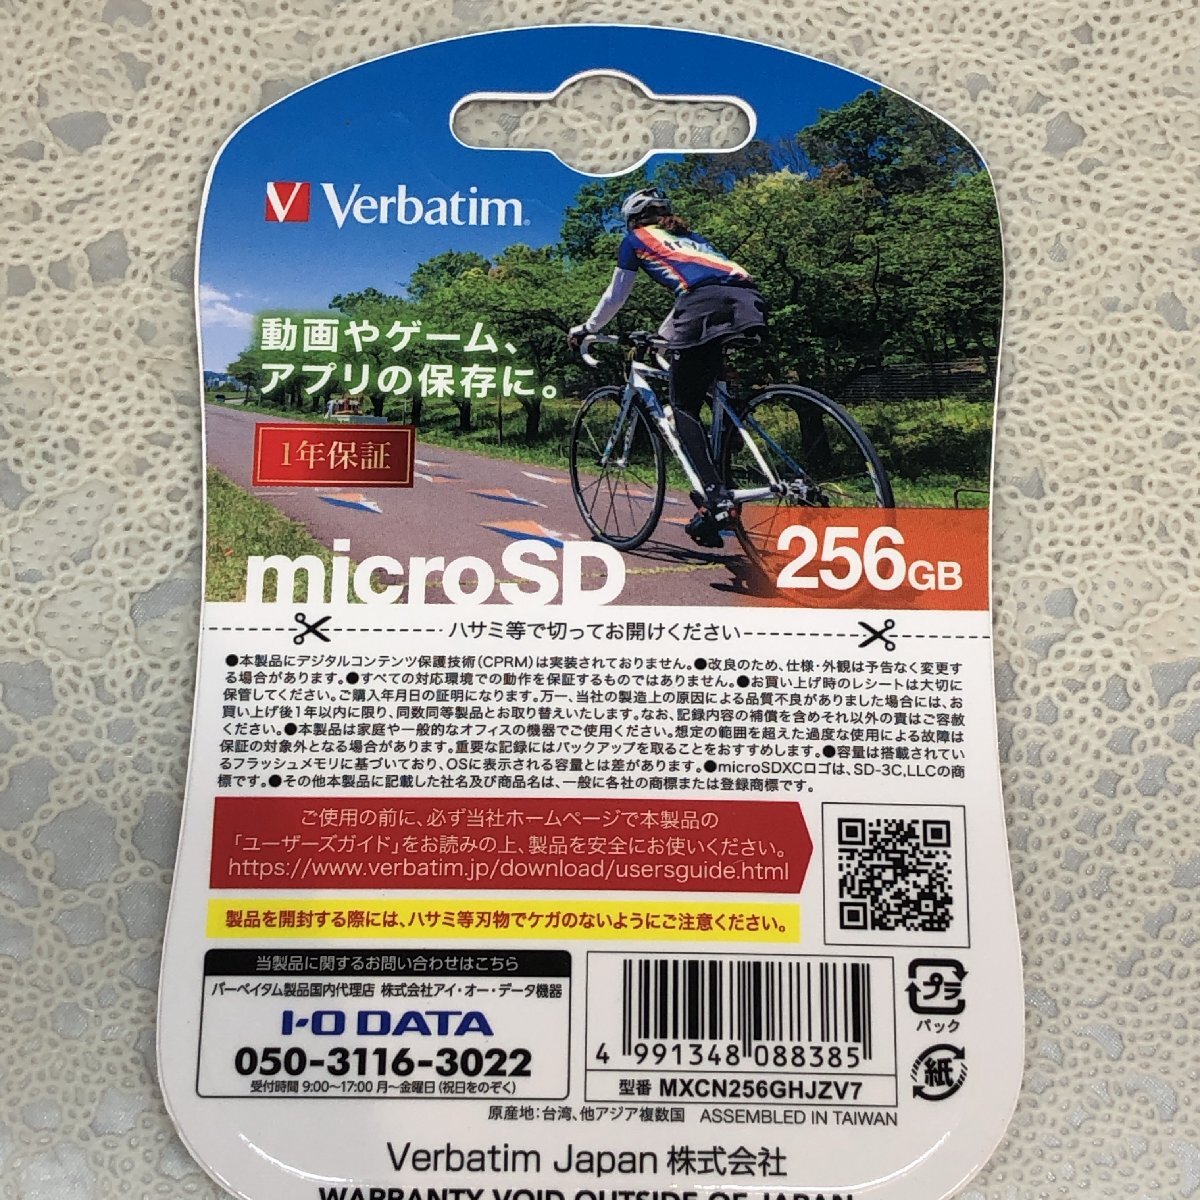 Verbatim
動画やゲーム、
アプリの保存に。
1年保証
microSD
256GB
ハサミ等で切ってお開けください
●本製品にデジタルコンテンツ保護技術(CPRM)は実装されておりません。●改良のため、仕様・外観は予告なく変更す
る場合があります。●すべての対応環境での動作を保証するものではありません。●お買い上げ時のレシートは大切に
保管してください。ご購入年月日の証明になります。万一、当社の製造上の原因による品質不良がありました場合には、お
買い上げ後1年以内に限り、同数同等製品とお取り替えいたします。なお、記録内容の補償を含めそれ以外の責はご容赦
ください。●本製品は家庭や一般的なオフィスの機器でご使用ください。想定の範囲を超えた過度な使用による故障は
保証の対象外となる場合があります。重要な記録にはバックアップを取ることをおすすめします。●容量は搭載されてい
るフラッシュメモリに基づいており、OSに表示される容量とは差があります。●microSDXCロゴは、SD-3C,LLCの商
標です。●その他本製品に記載した社名及び商品名は、一般に各社の商標または登録商標です。
ご使用の前に、必ず当社ホームページで本製品の
「ユーザーズガイド」をお読みの上、製品を安全にお使いください。
https://www.verbatim.jp/download/usersguide.html
製品を開封する際には、ハサミ等刃物でケガのないようにご注意ください。
当製品に関するお問い合わせはこちら
バーベイタム製品国内代理店 株式会社アイ・オー・データ機器
I-O DATA
050-3116-3022
受付時間 9:00〜17:00 月〜金曜日(祝日をのぞく)
4 991348 088385
型番 MXCN256GHJZV7
プラ
パック
紙
原産地:台湾、他アジア複数国 ASSEMBLED IN TAIWAN
Verbatim Japan 株式会社
WARRANTY VOID OUTSIDE OF JAPAN